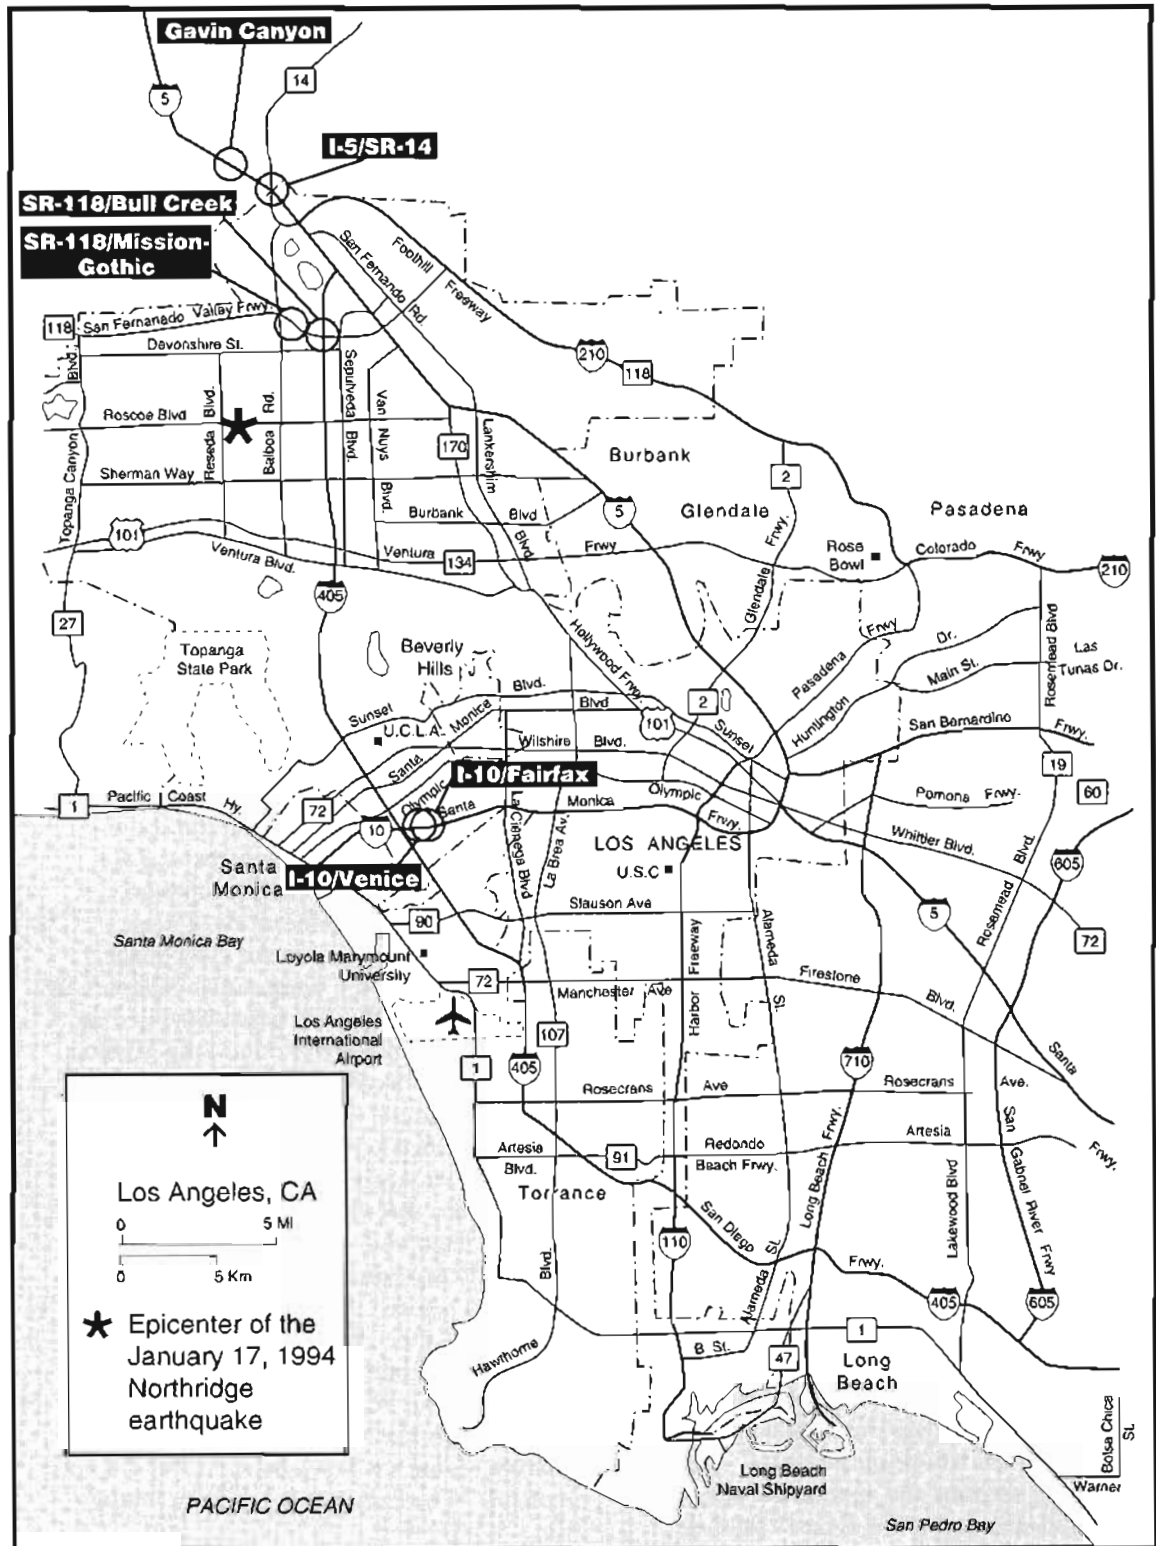 Gavin Canyon
14
5
I-5/SR-14
SR-118/Bull Creek
SR-118/Mission-
Gothic
San Fernando Rd.
Foothill
Freeway
118
San Fernanado Valley Frwy.
Devonshire St.
210
118
Blvd.
Reseda Blvd.
Balboa Rd.
Sepulveda Blvd.
Van Nuys Blvd.
Roscoe Blvd
170
Lankershim
Blvd.
Burbank
Topanga Canyon
Sherman Way
2
Burbank Blvd
5
Glendale
Pasadena
101
Ventura Blvd.
Ventura
134
Frwy
Glendale Frwy.
Rose
Bowl
Colorado Frwy
210
405
27
Topanga
State Park
Beverly
Hills
Hollywood Frwy
Pasadena Frwy
Huntington Dr.
Main St.
Rosemead Blvd
Las
Tunas Dr.
Sunsel
Blvd.
U.C.L.A.
Santa Monica
Blvd
101
2
Sunset
San Bernardino Frwy.
Wilshire Blvd.
I-10/Fairfax
19
60
1
Pacific Coast Hy.
72
Olympic
10
Santa Monica
Frwy.
Olympic
La Cienega Blvd
La Brea Av.
Pomona Frwy.
Whittier Blvd.
605
LOS ANGELES
U.S.C
Santa
Monica
I-10/Venice
90
Slauson Ave
Rosemead Blvd.
5
72
Santa Monica Bay
Loyola Marymount
University
72
Manchester Ave
Harbor Freeway
Alameda St.
Firestone Blvd.
Los Angeles
International
Airport
107
1
405
710
Santa
Rosecrans Ave
Rosecrans Ave.
N
Los Angeles, CA
0 5 MI
0 5 Km
Epicenter of the
January 17, 1994
Northridge
earthquake
Artesia
Blvd.
91
Redondo
Beach Frwy.
Artesia Frwy.
Torrance
Long Beach Frwy.
Lakewood Blvd
San Gabriel River Frwy
110
San Diego Frwy.
Blvd.
Alameda St.
405
605
Hawthorne
B St.
47
1
Long
Beach
Bolsa Chica
St.
Warner
Long Beach
Naval Shipyard
PACIFIC OCEAN
San Pedro Bay